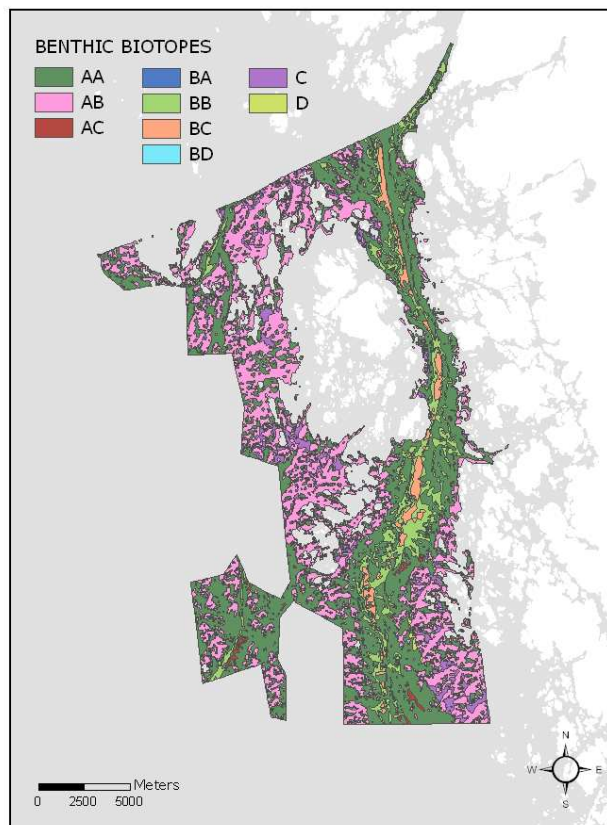 BENTHIC BIOTOPES
AA BA C
AB BB D
AC BC
BD
N
W E
S
Meters
0 2500 5000